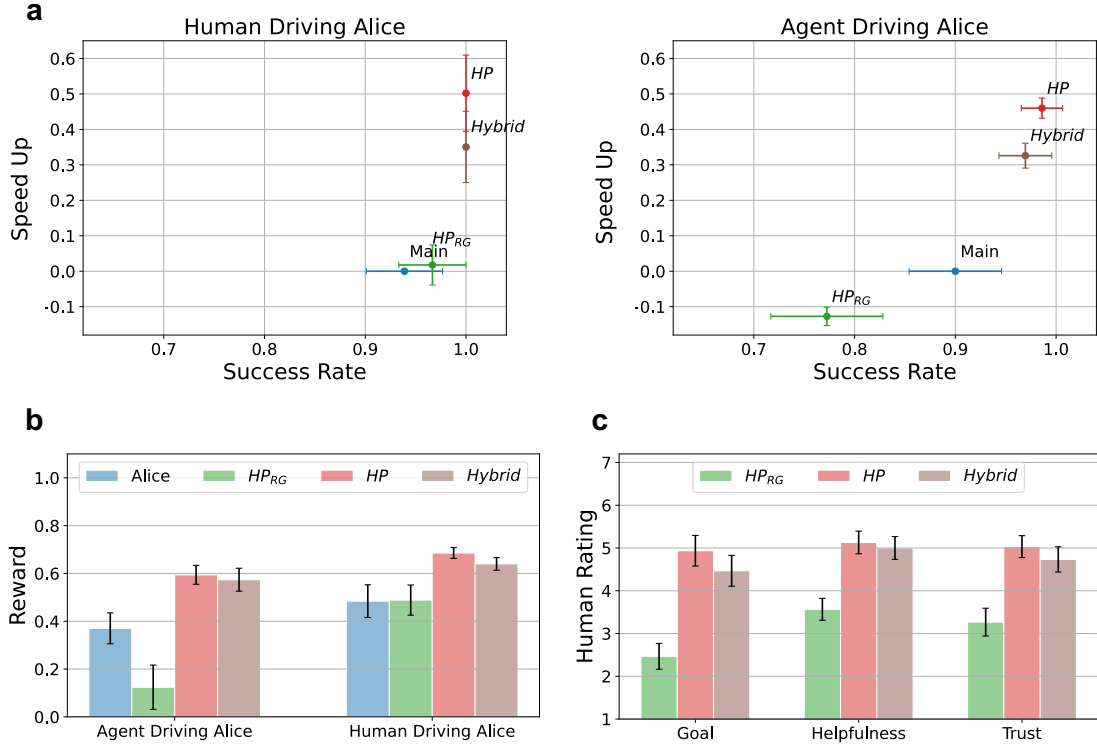 a
Human Driving Alice
Speed Up
0.6
0.5
0.4
0.3
0.2
0.1
0.0
-0.1
HP
Hybrid
HP_RG
Main
0.7 0.8 0.9 1.0
Success Rate
Agent Driving Alice
Speed Up
0.6
0.5
0.4
0.3
0.2
0.1
0.0
-0.1
HP
Hybrid
Main
HP_RG
0.7 0.8 0.9 1.0
Success Rate
b
Reward
1.0
0.8
0.6
0.4
0.2
0.0
Alice HP_RG HP Hybrid
Agent Driving Alice Human Driving Alice
c
Human Rating
7
6
5
4
3
2
1
HP_RG HP Hybrid
Goal Helpfulness Trust